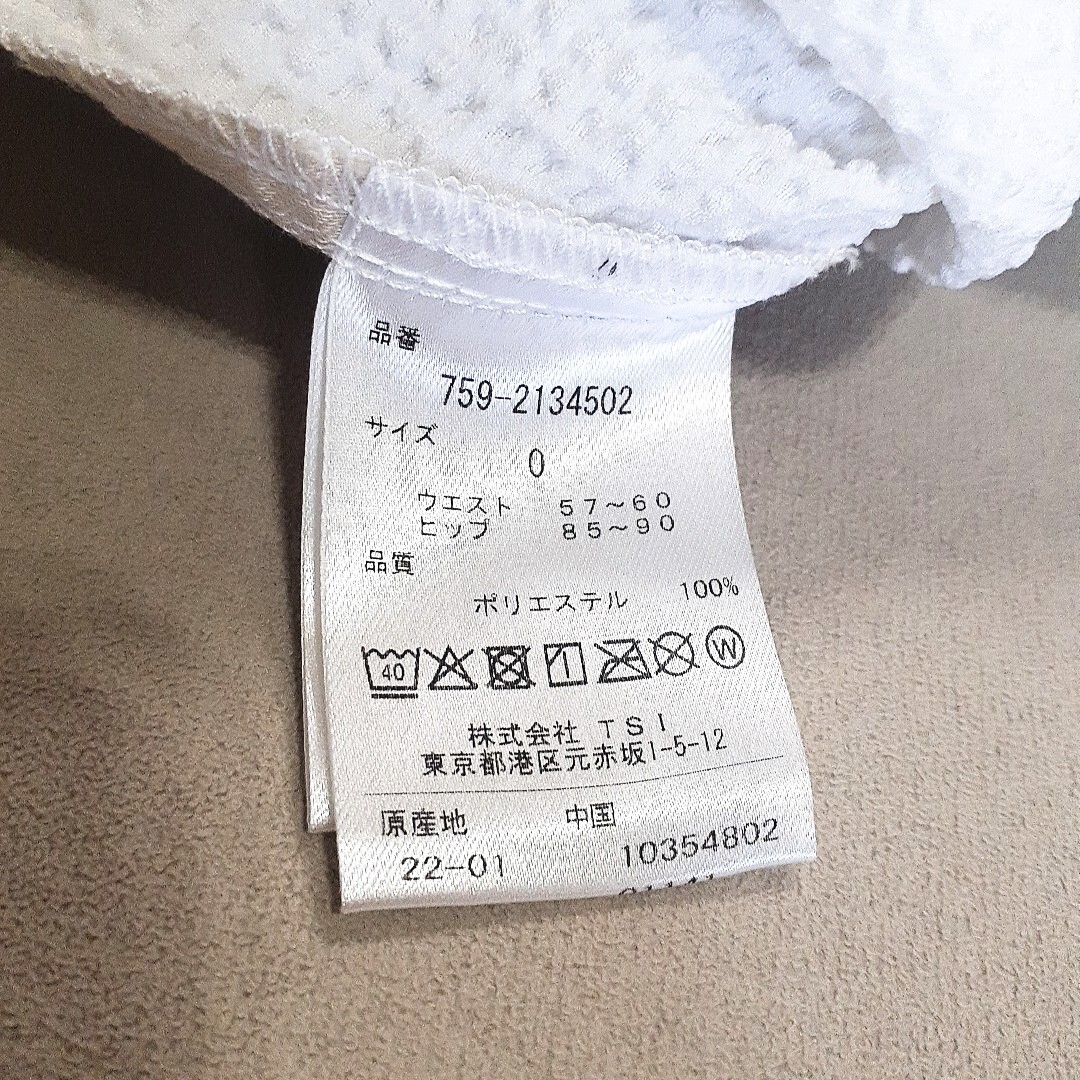 品番
759-2134502
サイズ
0
ウエスト 57~60
ヒップ 85~90
品質
ポリエステル 100%
40 W
株式会社 TSI
東京都港区元赤坂1-5-12
原産地 中国
22-01 10354802